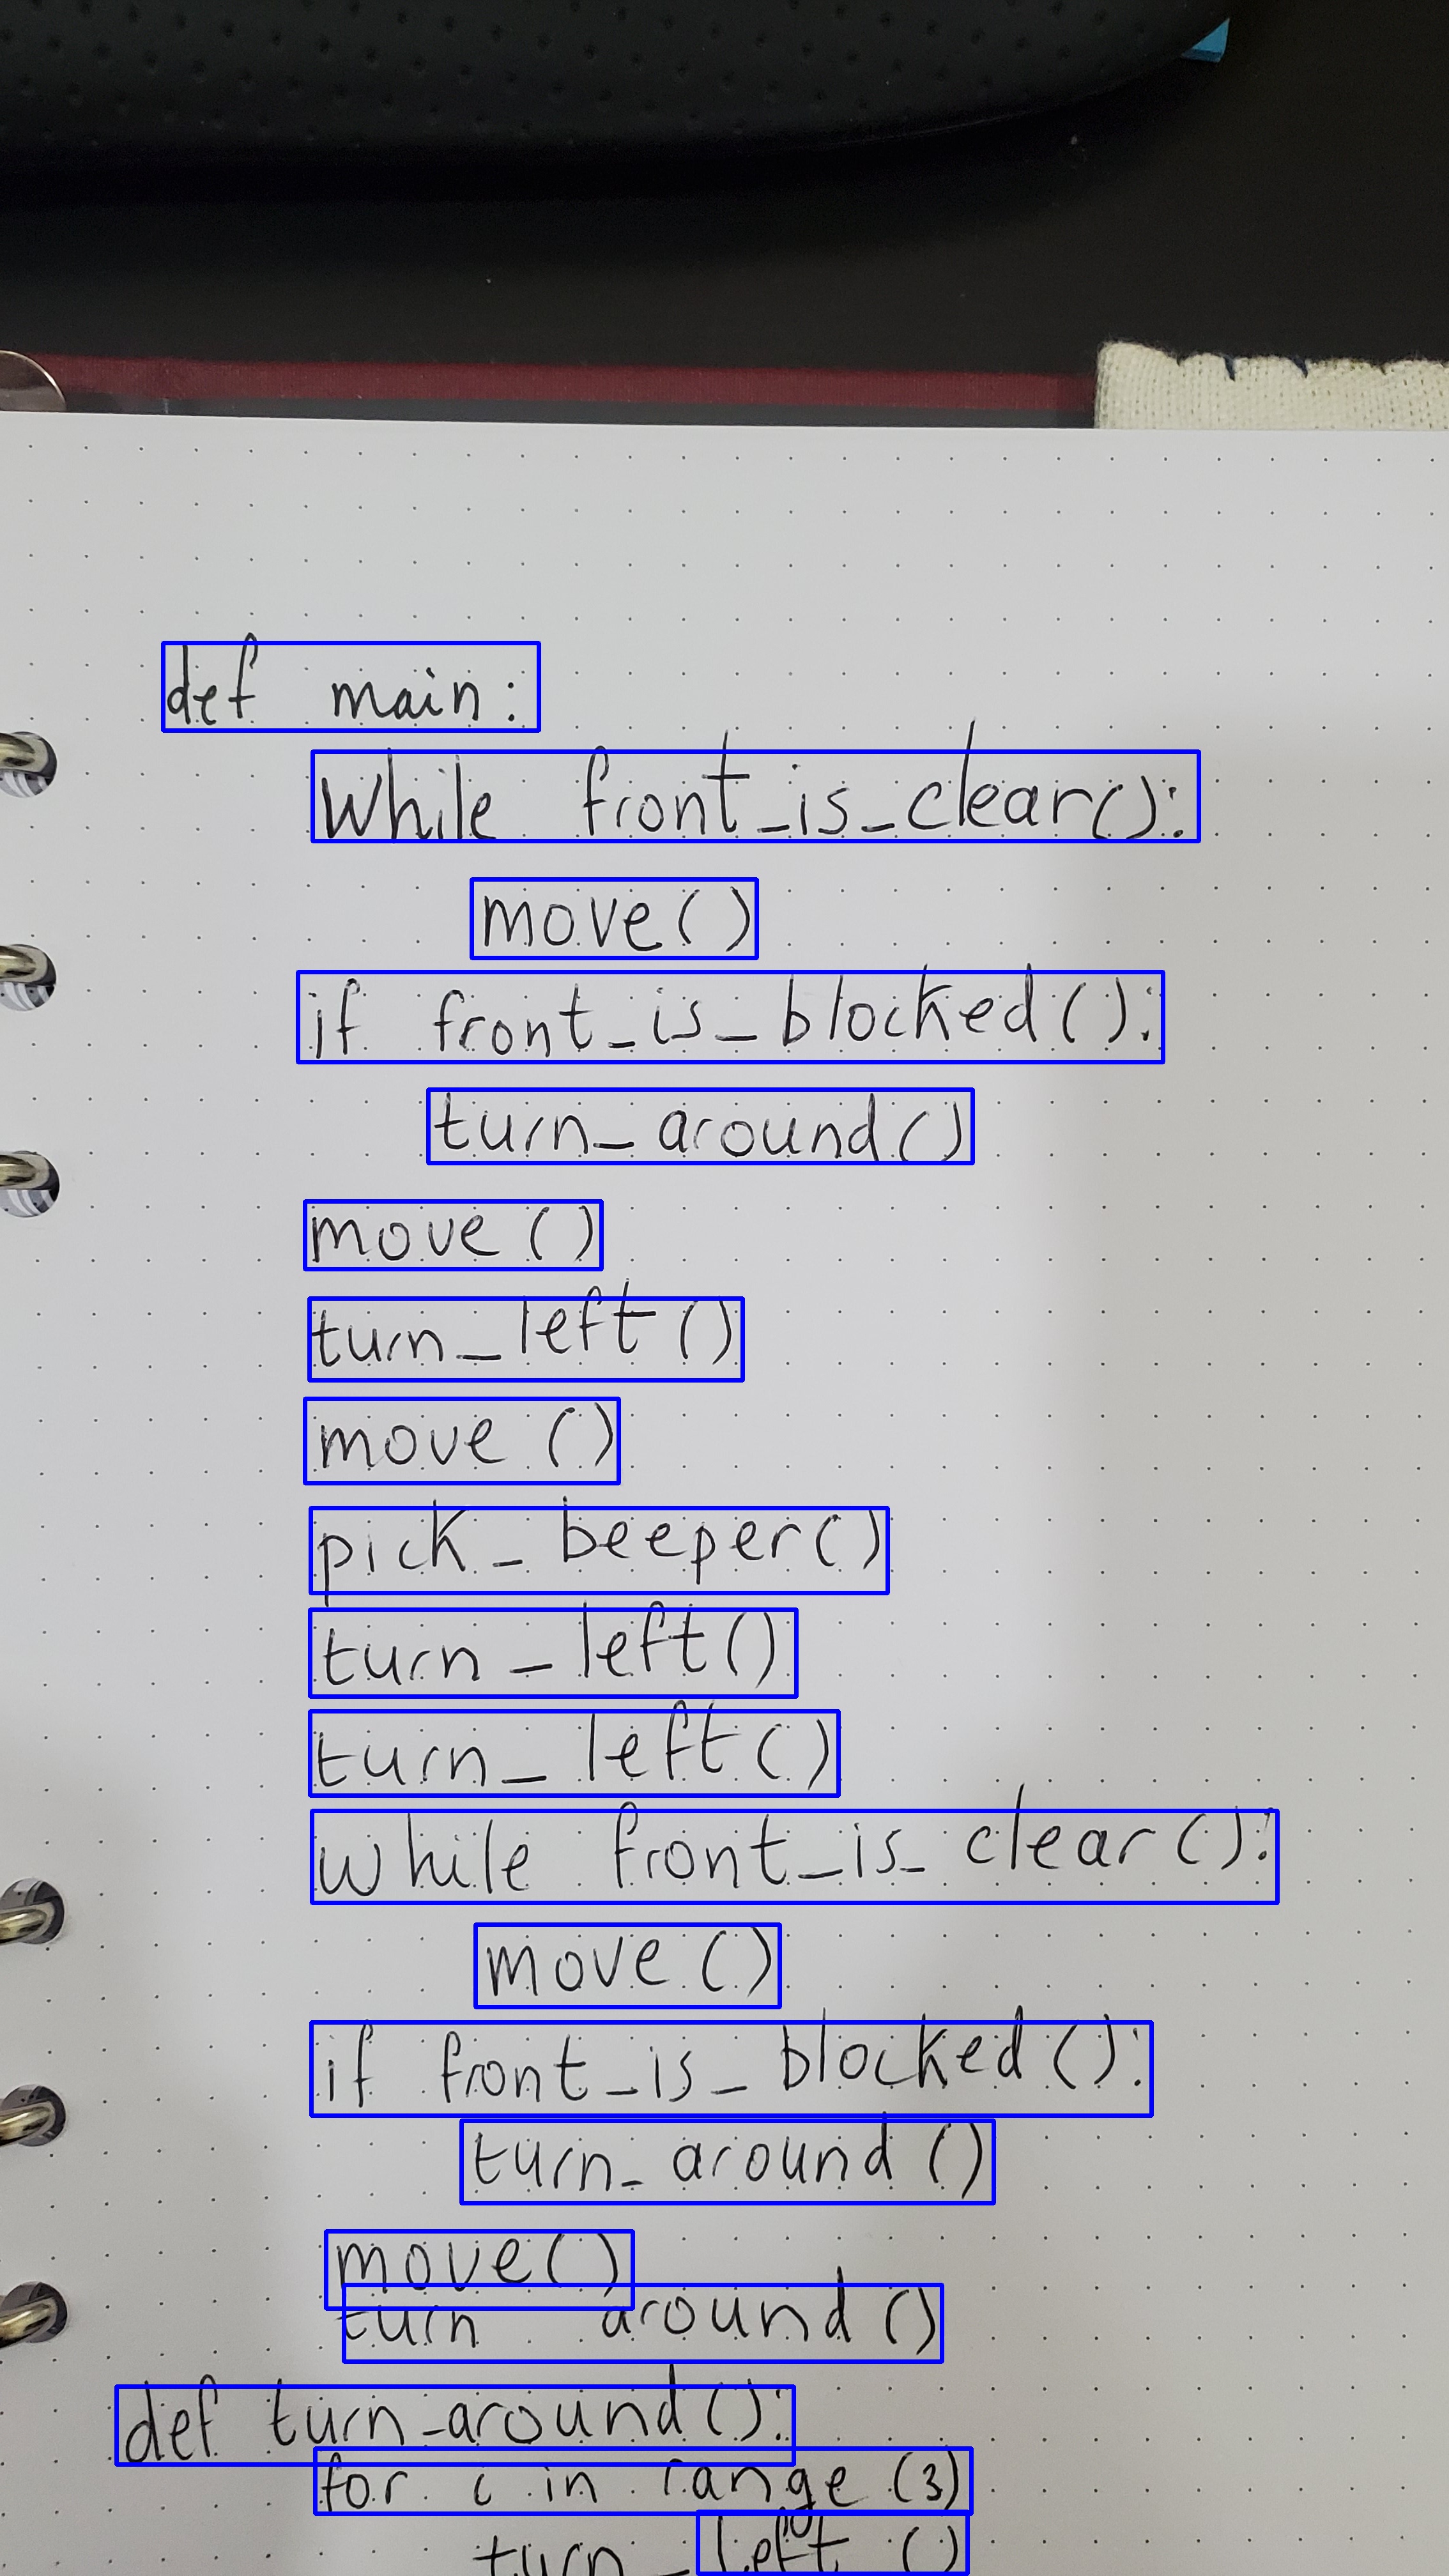 def main:
While front_is_clear():
move()
if front_is_blocked():
turn_around()
move()
turn_left()
move()
pick_beeper()
turn_left()
turn_left()
while front_is_clear():
move()
if front_is_blocked():
turn_around()
move()
turn around()
def turn_around():
for i in range (3)
turn_left ()